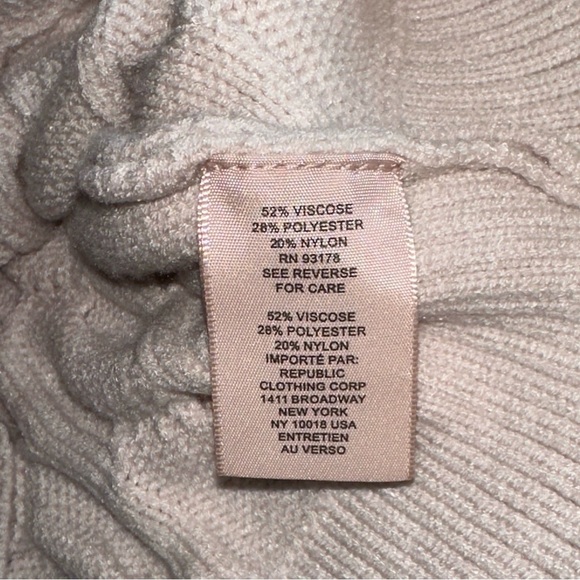 52% VISCOSE
28% POLYESTER
20% NYLON
RN 93178
SEE REVERSE
FOR CARE
52% VISCOSE
28% POLYESTER
20% NYLON
IMPORTÉ PAR:
REPUBLIC
CLOTHING CORP
1411 BROADWAY
NEW YORK
NY 10018 USA
ENTRETIEN
AU VERSO